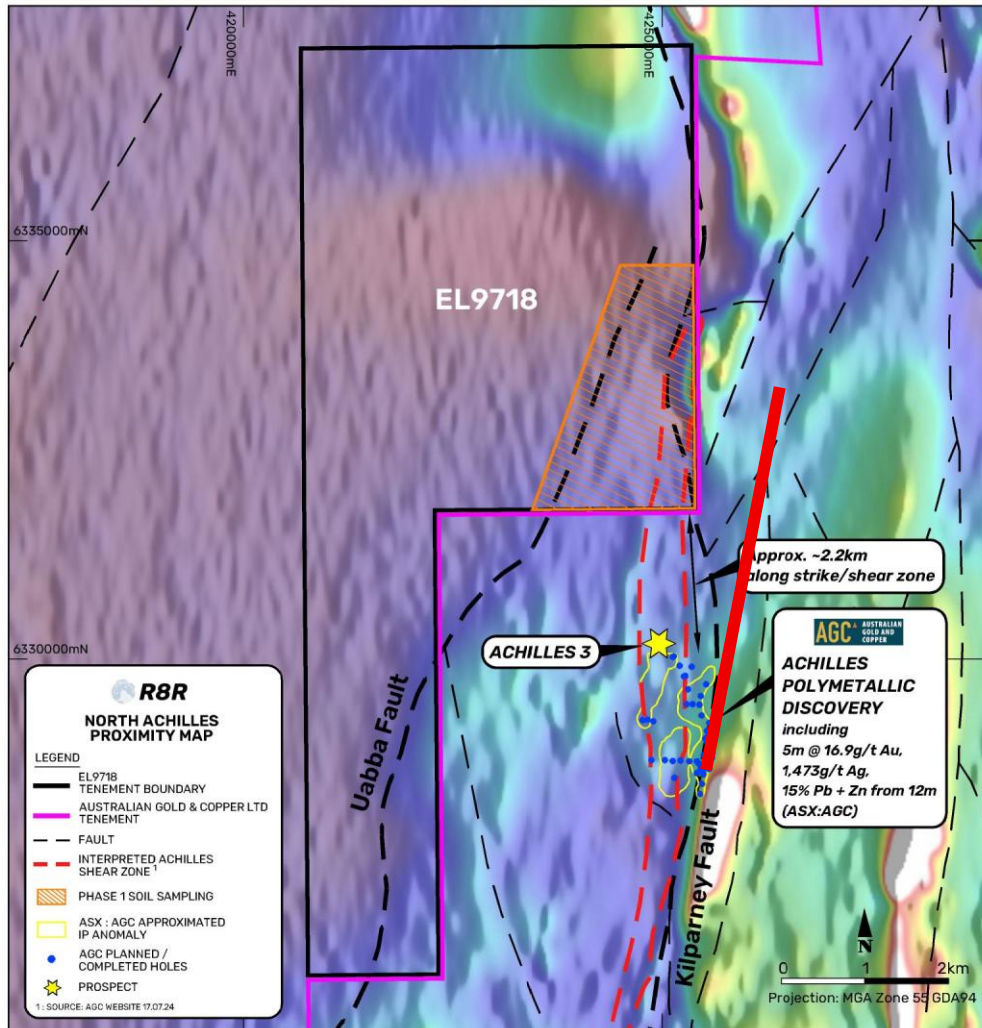 420000mE
425000mE
6335000mN
EL9718
Approx. ~2.2km
along strike/shear zone
ACHILLES 3
6330000mN
AGC AUSTRALIAN
GOLD AND
COPPER
ACHILLES
POLYMETALLIC
DISCOVERY
including
5m @ 16.9g/t Au,
1,473g/t Ag,
15% Pb + Zn from 12m
(ASX:AGC)
Uabba Fault
Kilparney Fault
R8R
NORTH ACHILLES
PROXIMITY MAP
LEGEND
EL9718
TENEMENT BOUNDARY
AUSTRALIAN GOLD & COPPER LTD
TENEMENT
FAULT
INTERPRETED ACHILLES
SHEAR ZONE 1
PHASE 1 SOIL SAMPLING
ASX : AGC APPROXIMATED
IP ANOMALY
AGC PLANNED /
COMPLETED HOLES
PROSPECT
1 : SOURCE: AGC WEBSITE 17.07.24
N
0 1 2km
Projection: MGA Zone 55 GDA94